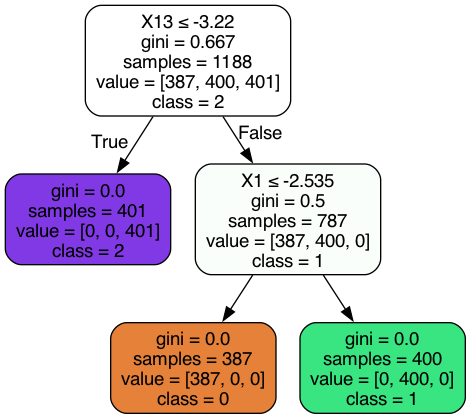 X13 ≤ -3.22
gini = 0.667
samples = 1188
value = [387, 400, 401]
class = 2
True
False
gini = 0.0
samples = 401
value = [0, 0, 401]
class = 2
X1 ≤ -2.535
gini = 0.5
samples = 787
value = [387, 400, 0]
class = 1
gini = 0.0
samples = 387
value = [387, 0, 0]
class = 0
gini = 0.0
samples = 400
value = [0, 400, 0]
class = 1